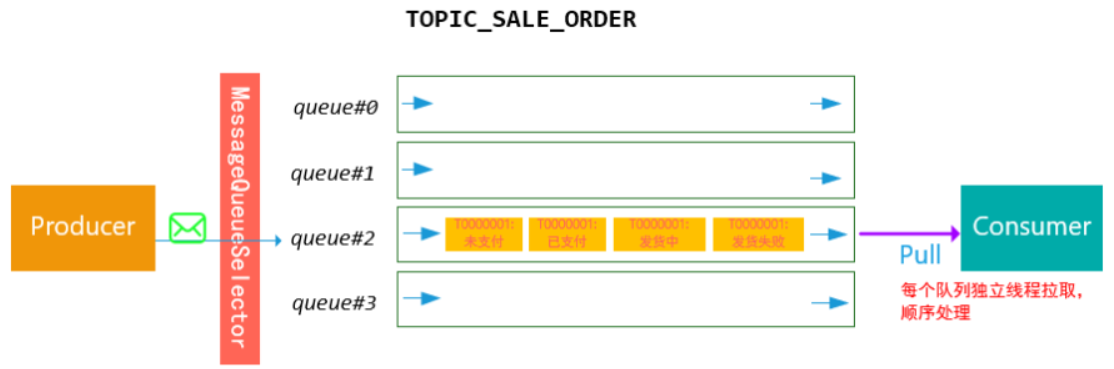 TOPIC_SALE_ORDER
Producer
MessageQueueSelector
queue#0
queue#1
queue#2
queue#3
T0000001:
未支付
T0000001:
已支付
T0000001:
发货中
T0000001:
发货失败
Pull
Consumer
每个队列独立线程拉取，
顺序处理